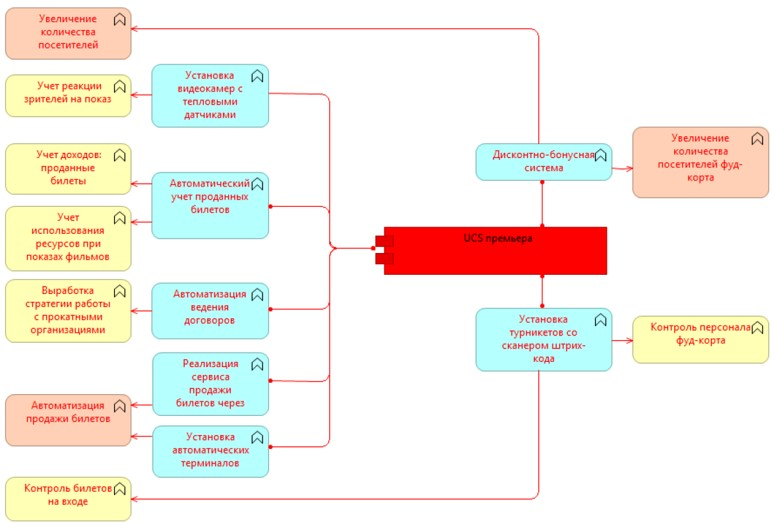 Увеличение
количества
посетителей
Учет реакции
зрителей на показ
Установка
видеокамер с
тепловыми
датчиками
Учет доходов:
проданные
билеты
Автоматический
учет проданных
билетов
Учет
использования
ресурсов при
показах фильмов
Выработка
стратегии работы
с прокатными
организациями
Автоматизация
ведения
договоров
Реализация
сервиса
продажи
билетов через
Автоматизация
продажи билетов
Установка
автоматических
терминалов
Контроль билетов
на входе
UCS премьера
Дисконтно-бонусная
система
Увеличение
количества
посетителей фуд-
корта
Установка
турникетов со
сканером штрих-
кода
Контроль персонала
фуд-корта